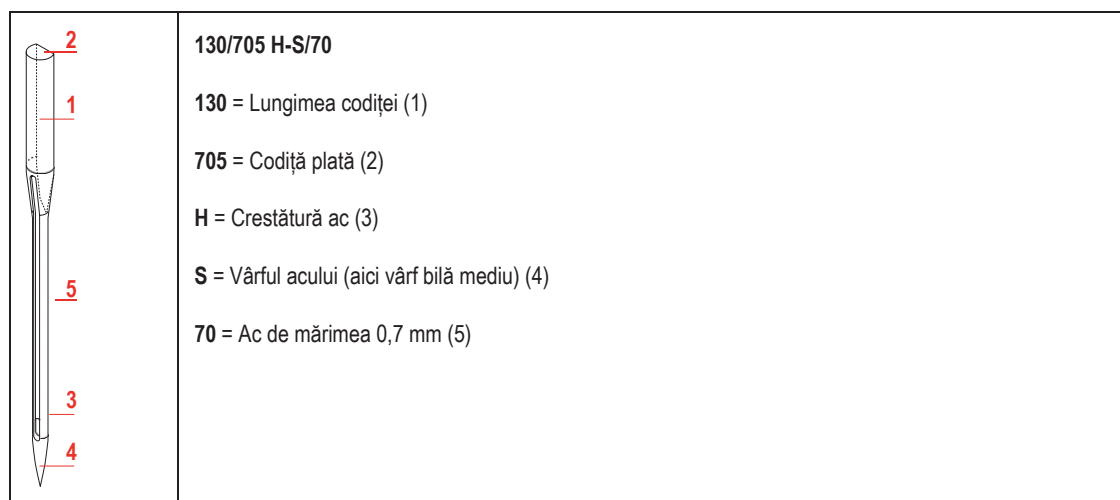 2
1
5
3
4
130/705 H-S/70
130 = Lungimea codiței (1)
705 = Codiță plată (2)
H = Crestătură ac (3)
S = Vârful acului (aici vârf bilă mediu) (4)
70 = Ac de mărimea 0,7 mm (5)